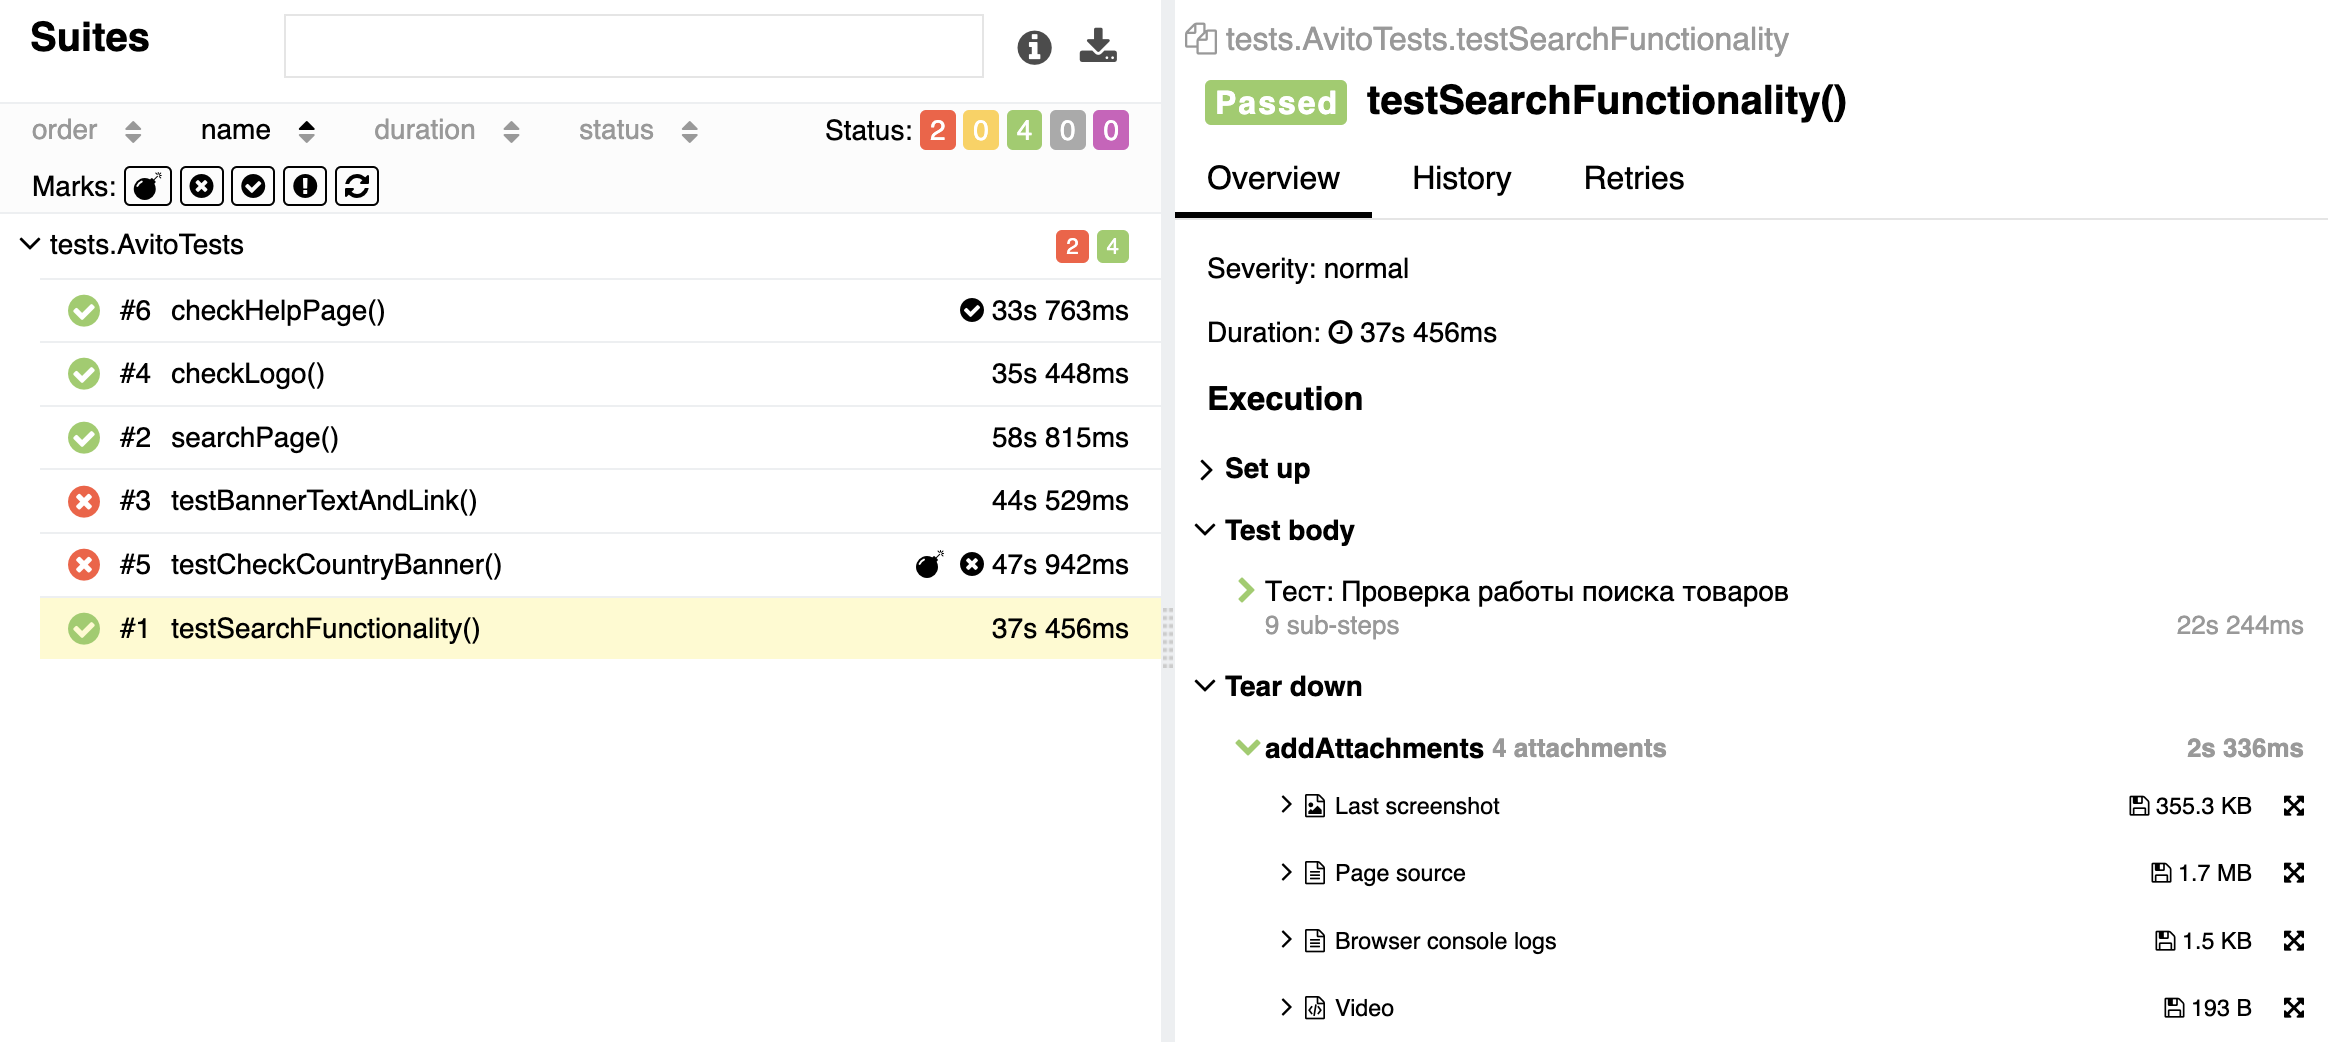 Suites
order name duration status Status: 2 0 4 0 0
Marks:
tests.AvitoTests 2 4
#6 checkHelpPage() 33s 763ms
#4 checkLogo() 35s 448ms
#2 searchPage() 58s 815ms
#3 testBannerTextAndLink() 44s 529ms
#5 testCheckCountryBanner() 47s 942ms
#1 testSearchFunctionality() 37s 456ms
tests.AvitoTests.testSearchFunctionality
Passed testSearchFunctionality()
Overview History Retries
Severity: normal
Duration: 37s 456ms
Execution
Set up
Test body
Тест: Проверка работы поиска товаров
9 sub-steps 22s 244ms
Tear down
addAttachments 4 attachments 2s 336ms
Last screenshot 355.3 KB
Page source 1.7 MB
Browser console logs 1.5 KB
Video 193 B